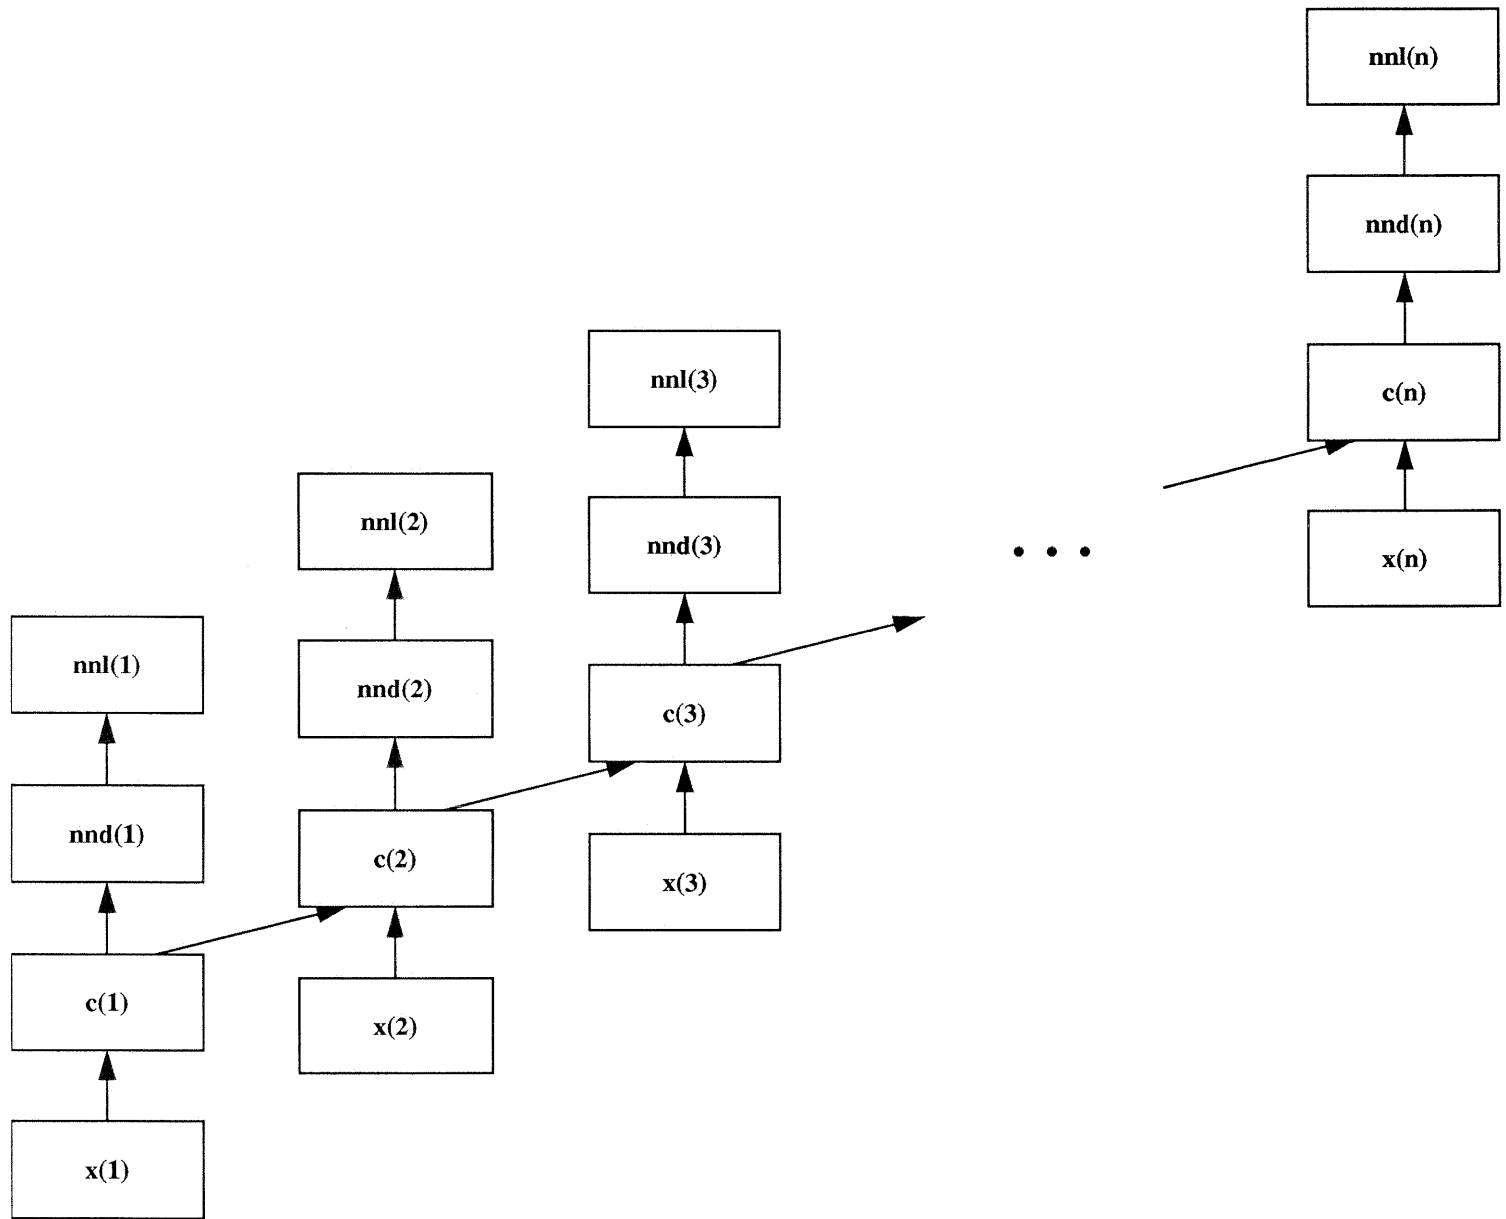 nnl(n)
nnd(n)
c(n)
x(n)
nnl(3)
nnd(3)
c(3)
x(3)
nnl(2)
nnd(2)
c(2)
x(2)
nnl(1)
nnd(1)
c(1)
x(1)